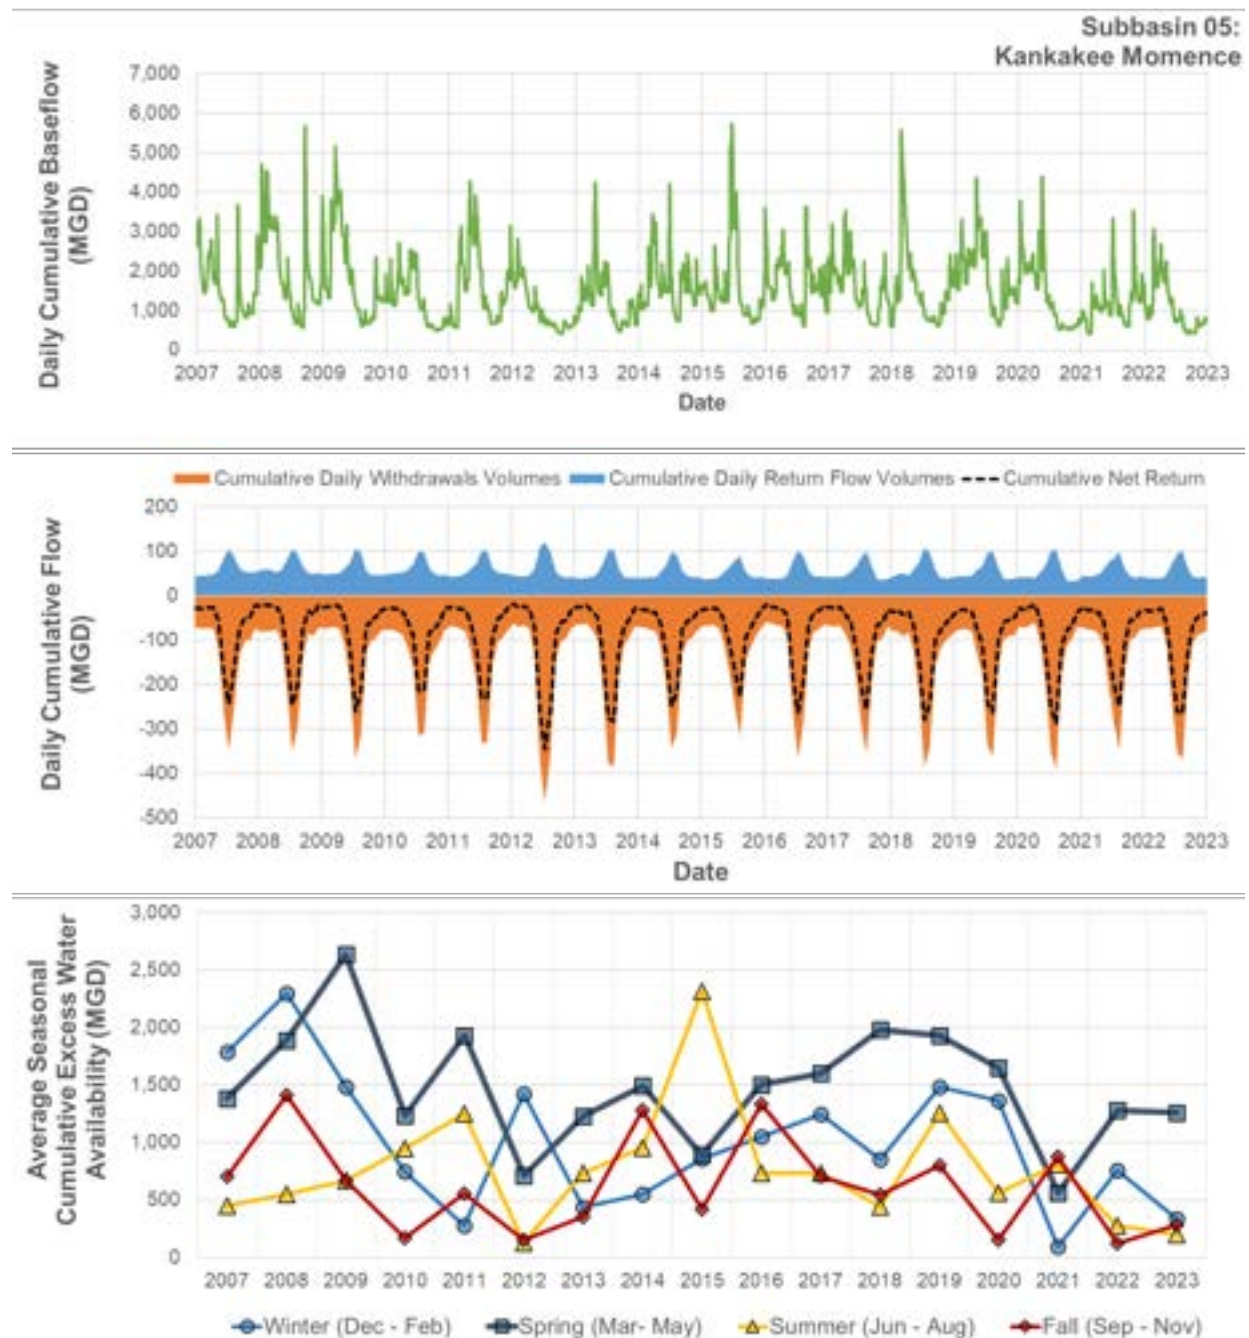 Subbasin 05:
Kankakee Momence
Daily Cumulative Baseflow
(MGD)
7,000
6,000
5,000
4,000
3,000
2,000
1,000
0
2007 2008 2009 2010 2011 2012 2013 2014 2015 2016 2017 2018 2019 2020 2021 2022 2023
Date
Cumulative Daily Withdrawals Volumes Cumulative Daily Return Flow Volumes Cumulative Net Return
Daily Cumulative Flow
(MGD)
200
100
0
-100
-200
-300
-400
-500
2007 2008 2009 2010 2011 2012 2013 2014 2015 2016 2017 2018 2019 2020 2021 2022 2023
Date
Average Seasonal
Cumulative Excess Water
Availability (MGD)
3,000
2,500
2,000
1,500
1,000
500
0
2007 2008 2009 2010 2011 2012 2013 2014 2015 2016 2017 2018 2019 2020 2021 2022 2023
Winter (Dec - Feb) Spring (Mar- May) Summer (Jun - Aug) Fall (Sep - Nov)